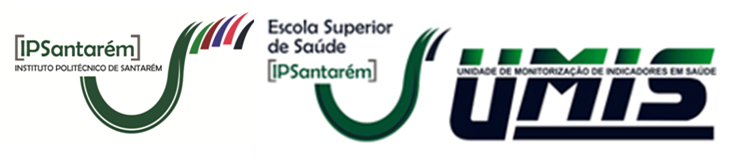 [IPSantarém]
INSTITUTO POLITÉCNICO DE SANTARÉM
Escola Superior
de Saúde
[IPSantarém]
UNIDADE DE MONITORIZAÇÃO DE INDICADORES EM SAÚDE
UMIS